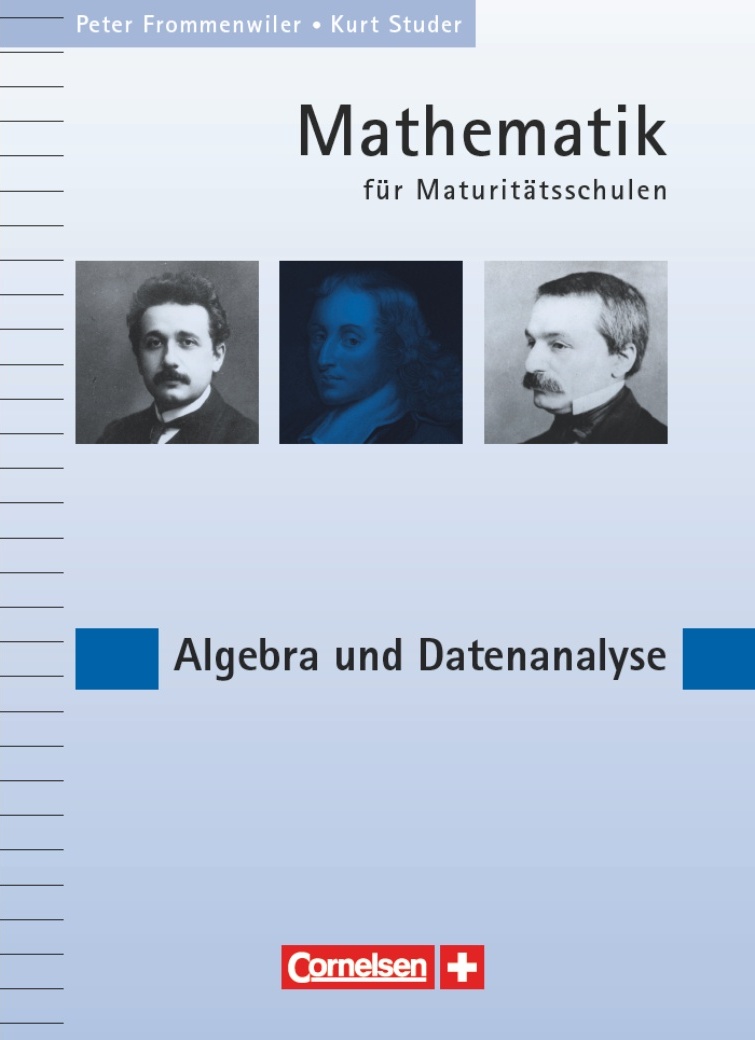 Peter Frommenwiler • Kurt Studer
Mathematik
für Maturitätsschulen
Algebra und Datenanalyse
Cornelsen